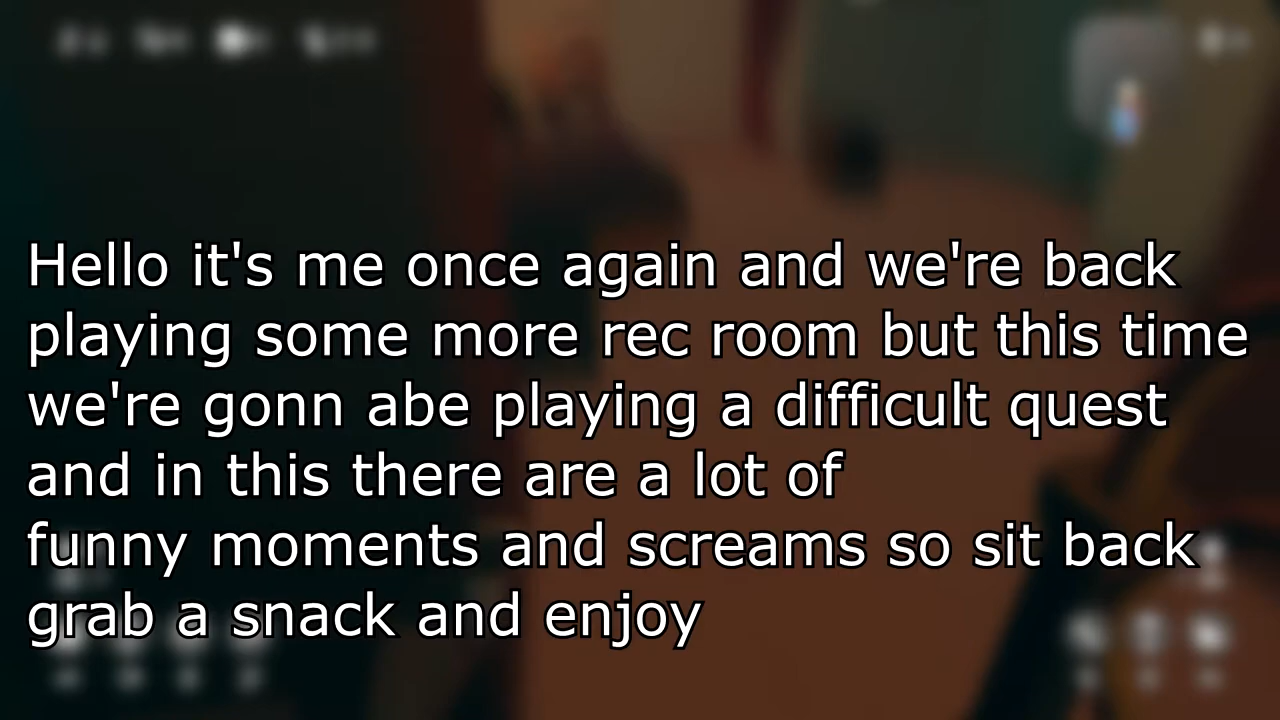 Hello it's me once again and we're back
playing some more rec room but this time
we're gonn abe playing a difficult quest
and in this there are a lot of
funny moments and screams so sit back
grab a snack and enjoy